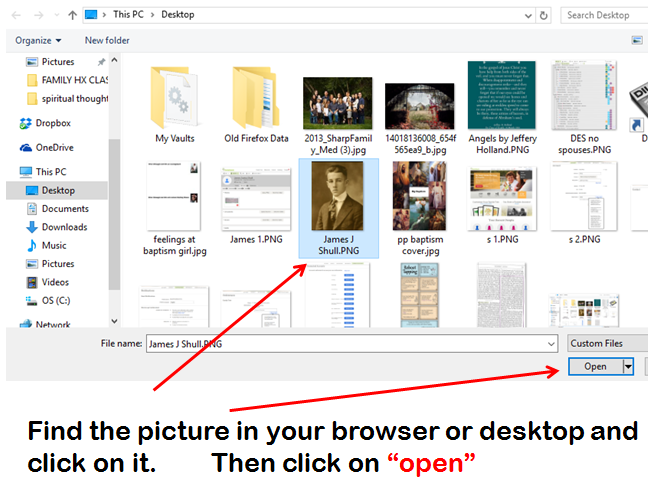 This PC > Desktop
Search Desktop
Organize
New folder
Pictures
FAMILY HX CLAS
spiritual thought
Dropbox
OneDrive
This PC
Desktop
Documents
Downloads
Music
Pictures
Videos
OS (C:)
Network
My Vaults
Old Firefox Data
2013_SharpFamil
y_Med (3).jpg
14018136008_654f
565ea9_b.jpg
Angels by Jeffery
Holland.PNG
DES no
spouses.PNG
D
feelings at
baptism girl.jpg
James 1.PNG
James J
Shull.PNG
pp baptism
cover.jpg
s 1.PNG
s 2.PNG
File name:
James J Shull.PNG
Custom Files
Open
Find the picture in your browser or desktop and
click on it. Then click on “open”